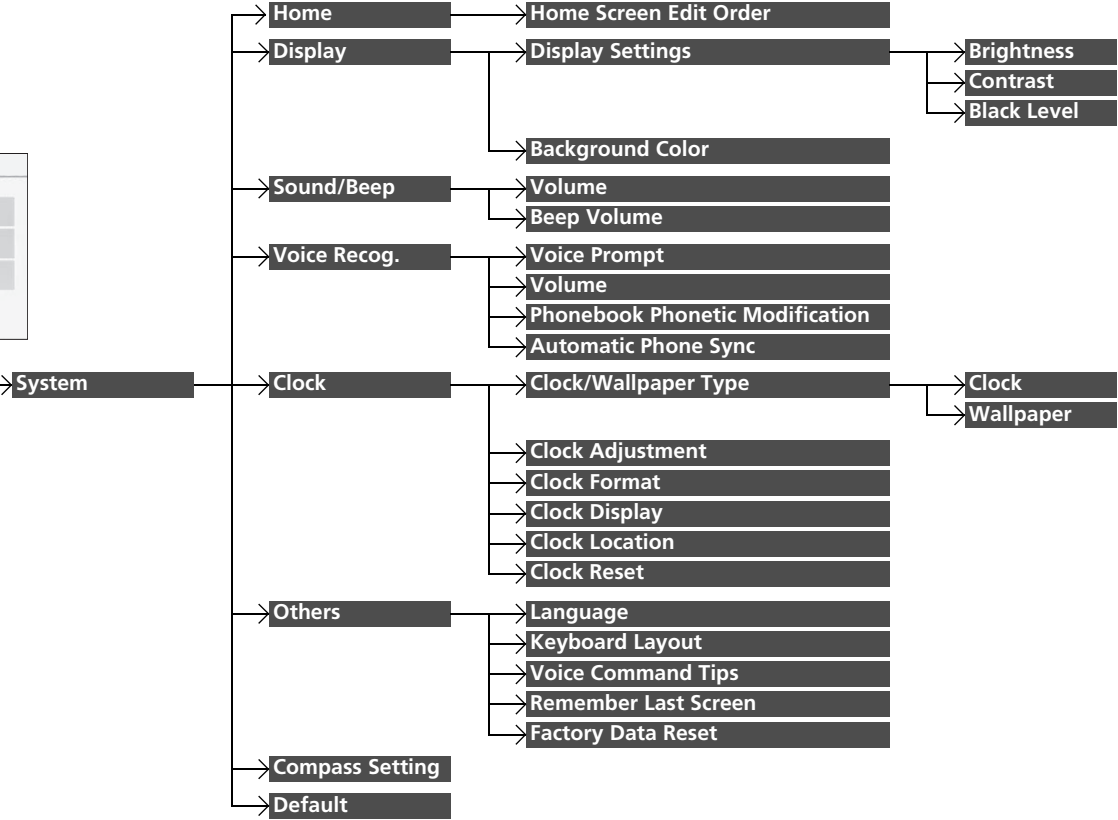 Home
Home Screen Edit Order
Display
Display Settings
Brightness
Contrast
Black Level
Background Color
Sound/Beep
Volume
Beep Volume
Voice Recog.
Voice Prompt
Volume
Phonebook Phonetic Modification
Automatic Phone Sync
System
Clock
Clock/Wallpaper Type
Clock
Wallpaper
Clock Adjustment
Clock Format
Clock Display
Clock Location
Clock Reset
Others
Language
Keyboard Layout
Voice Command Tips
Remember Last Screen
Factory Data Reset
Compass Setting
Default